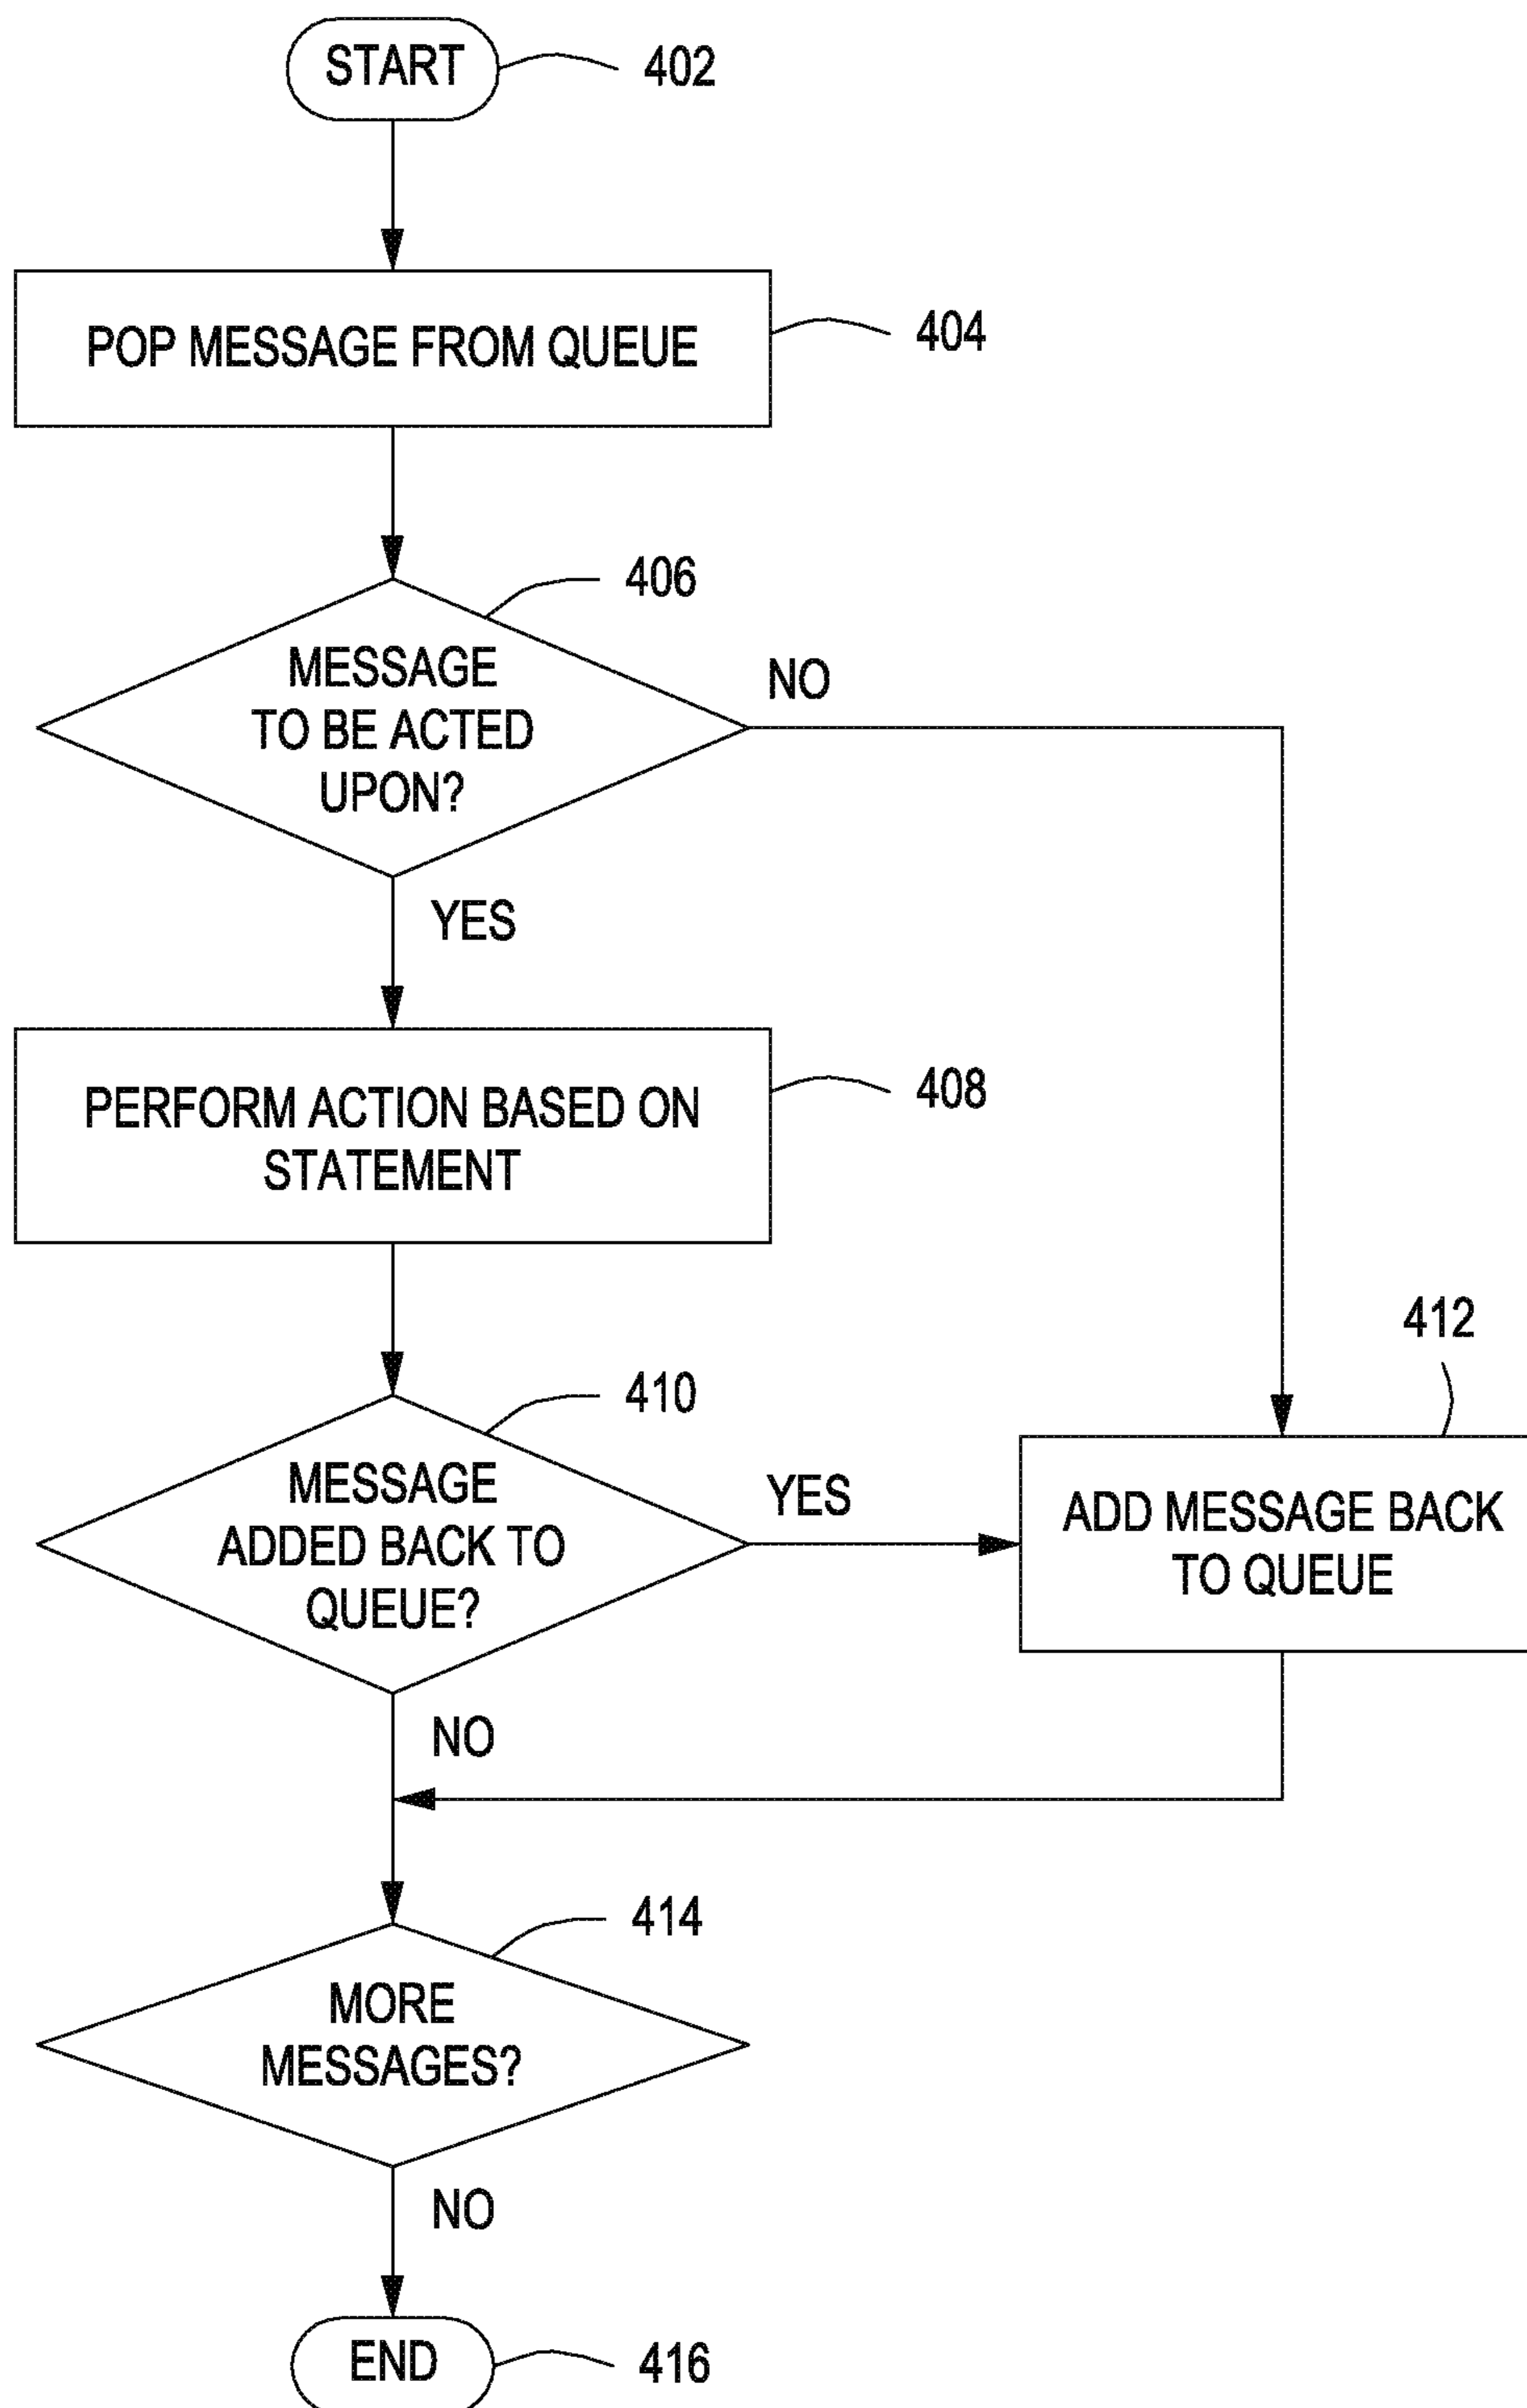 START
402
POP MESSAGE FROM QUEUE
404
406
MESSAGE
TO BE ACTED
UPON?
NO
YES
PERFORM ACTION BASED ON
STATEMENT
408
410
412
MESSAGE
ADDED BACK TO
QUEUE?
YES
ADD MESSAGE BACK
TO QUEUE
NO
414
MORE
MESSAGES?
NO
END
416